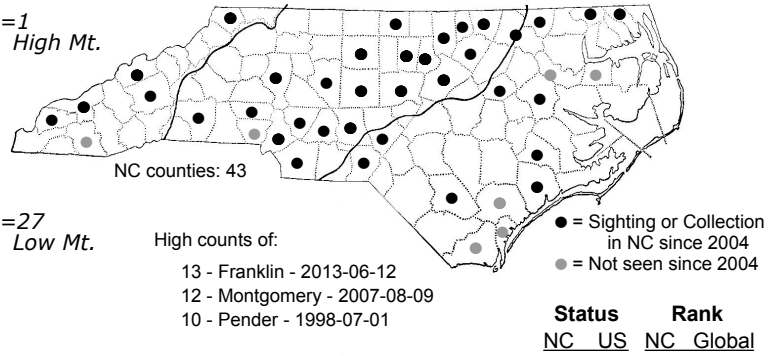 =1
High Mt.
NC counties: 43
=27
Low Mt.
High counts of:
13 - Franklin - 2013-06-12
12 - Montgomery - 2007-08-09
10 - Pender - 1998-07-01
● = Sighting or Collection
in NC since 2004
● = Not seen since 2004
Status Rank
NC US NC Global